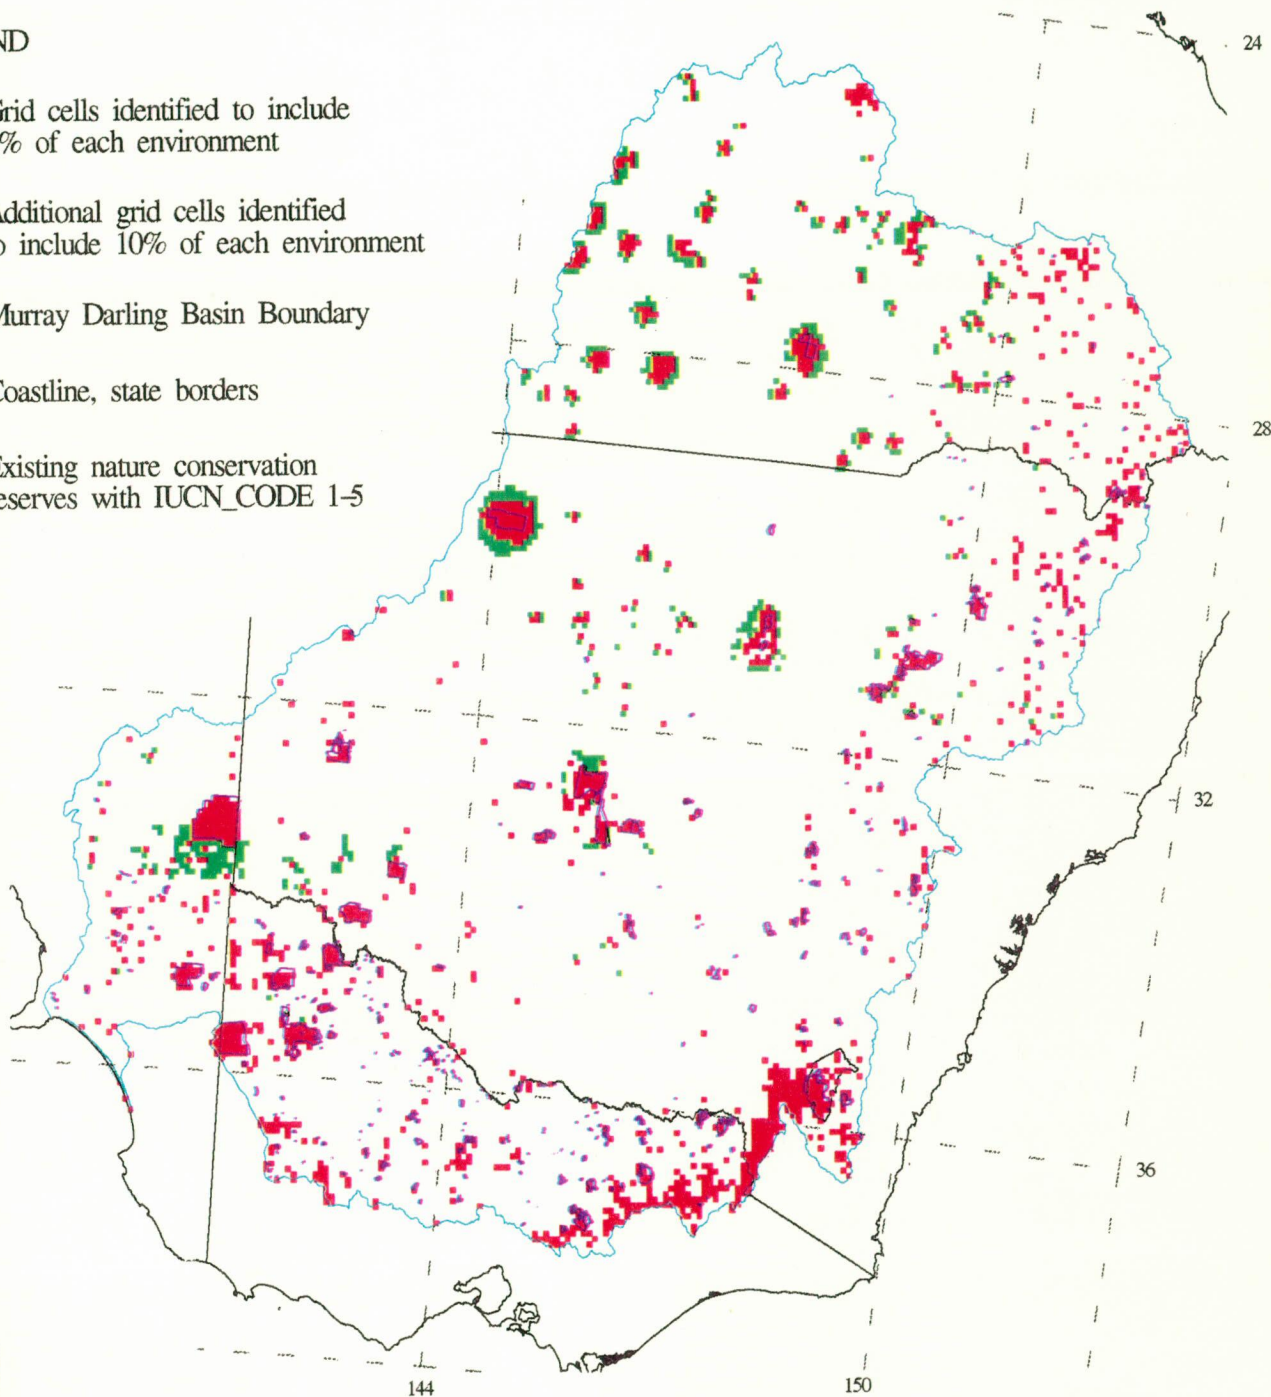 ND
Grid cells identified to include
% of each environment
Additional grid cells identified
o include 10% of each environment
Murray Darling Basin Boundary
Coastline, state borders
Existing nature conservation
eserves with IUCN_CODE 1-5
24
28
32
36
144
150